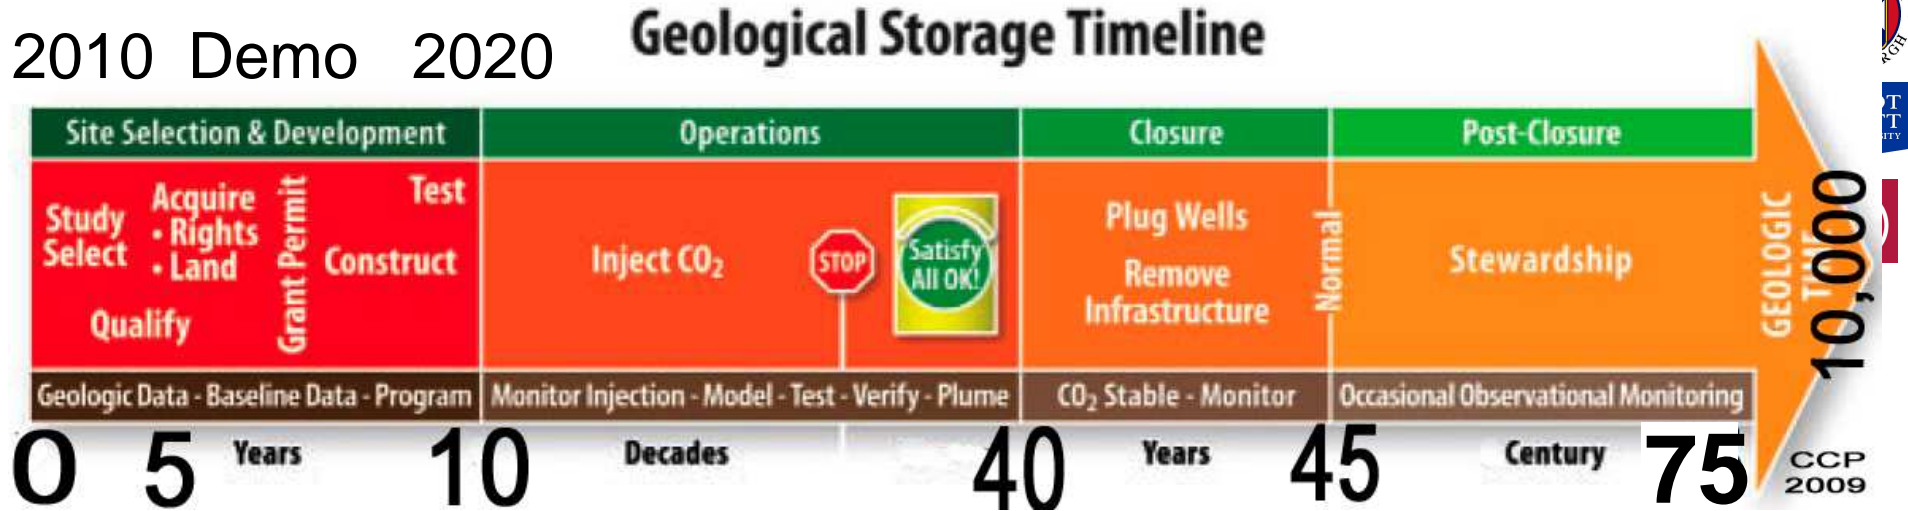 Geological Storage Timeline
2010 Demo 2020
Site Selection & Development
Operations
Closure
Post-Closure
Study
Select
Acquire
• Rights
• Land
Qualify
Grant Permit
Test
Construct
Inject CO₂
STOP
Satisfy
All OK!
Plug Wells
Remove
Infrastructure
Normal
Stewardship
GEOLOGIC
TIME
10,000
Geologic Data - Baseline Data - Program
Monitor Injection - Model - Test - Verify - Plume
CO₂ Stable - Monitor
Occasional Observational Monitoring
0 5 Years 10 Decades 40 Years 45 Century 75
CCP
2009